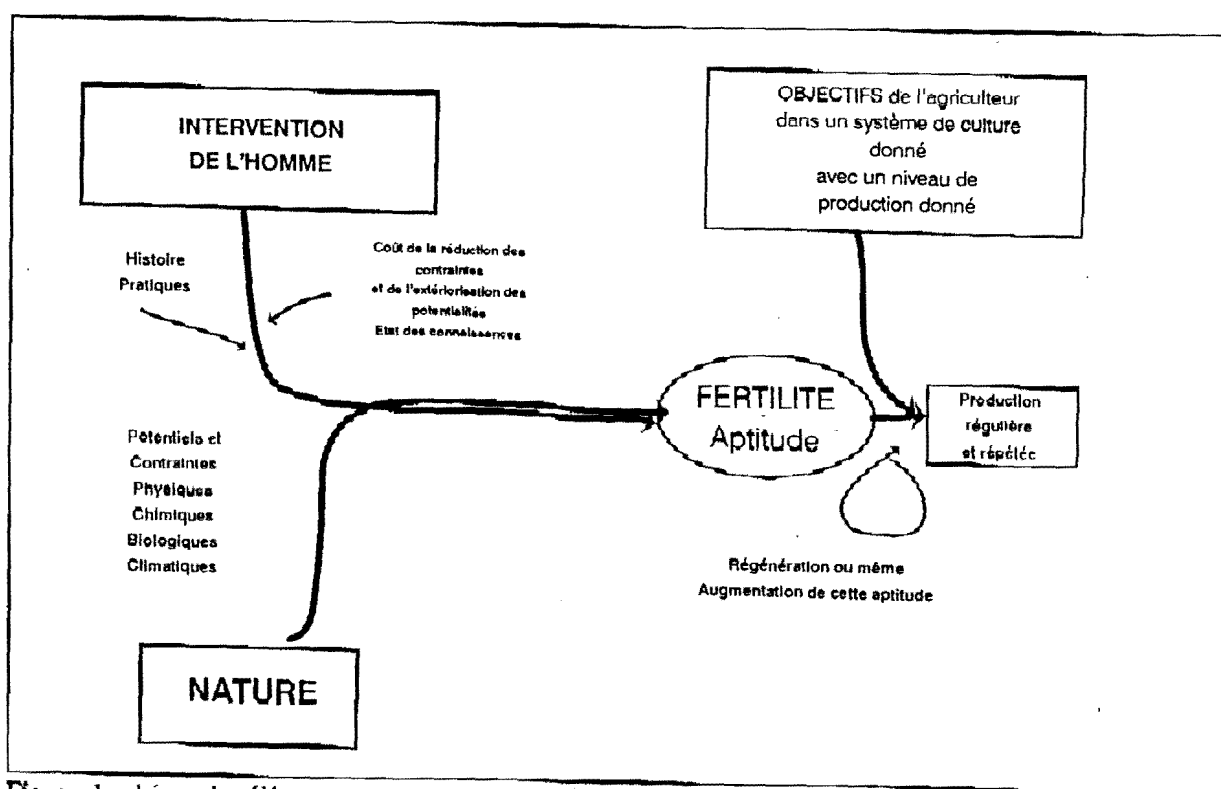 INTERVENTION
DE L'HOMME
OBJECTIFS de l'agriculteur
dans un système de culture
donné
avec un niveau de
production donné
Histoire
Pratiques
Coût de la réduction des
contraintes
et de l'extériorisation des
potentialités
Etat des connaissances
FERTILITE
Aptitude
Production
régulière
et répétée
Potentiels et
Contraintes
Physiques
Chimiques
Biologiques
Climatiques
Régénération ou même
Augmentation de cette aptitude
NATURE